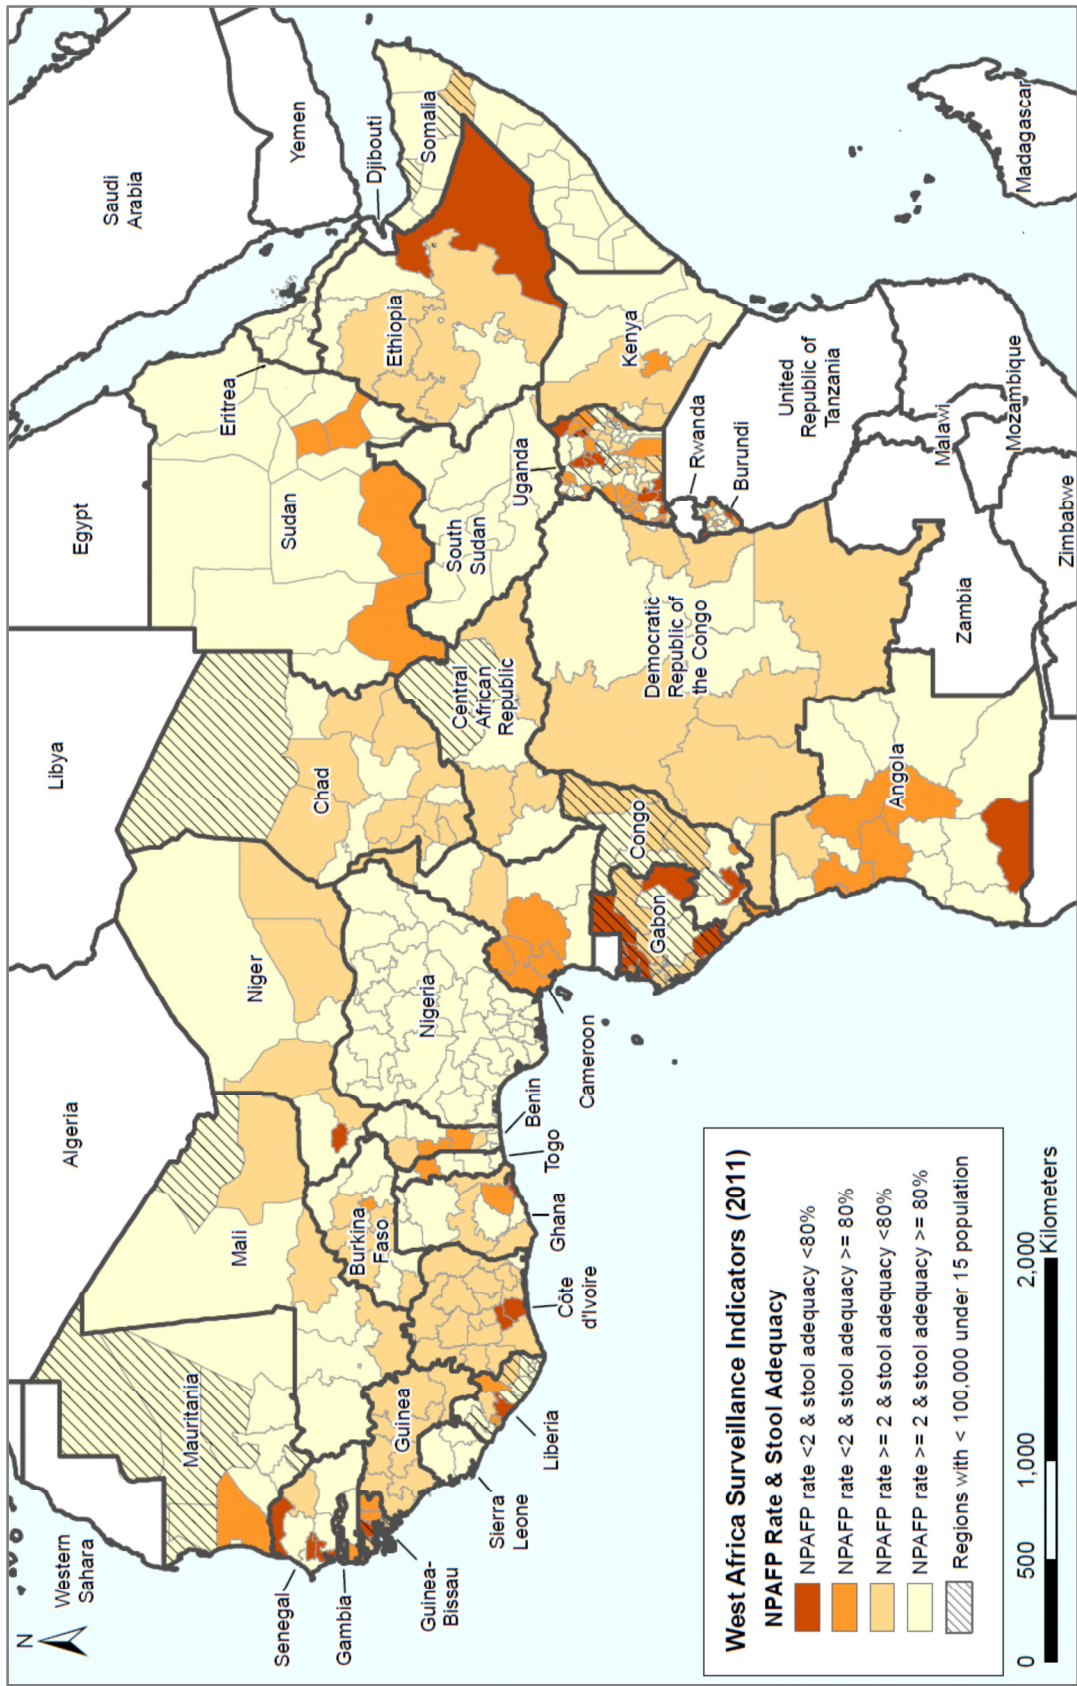 N
Western
Sahara
Algeria
Libya
Egypt
Saudi
Arabia
Yemen
Mauritania
Mali
Niger
Chad
Sudan
Eritrea
Djibouti
Senegal
Gambia
Guinea-
Bissau
Guinea
Sierra
Leone
Liberia
Côte
d'Ivoire
Burkina
Faso
Ghana
Togo
Benin
Nigeria
Cameroon
Central
African
Republic
South
Sudan
Ethiopia
Somalia
Uganda
Kenya
Gabon
Congo
Democratic
Republic of
the Congo
Rwanda
Burundi
United
Republic of
Tanzania
Angola
Zambia
Malawi
Mozambique
Zimbabwe
Madagascar
West Africa Surveillance Indicators (2011)
NPAFP Rate & Stool Adequacy
NPAFP rate <2 & stool adequacy <80%
NPAFP rate <2 & stool adequacy >= 80%
NPAFP rate >= 2 & stool adequacy <80%
NPAFP rate >= 2 & stool adequacy >= 80%
Regions with < 100,000 under 15 population
0 500 1,000 2,000
Kilometers